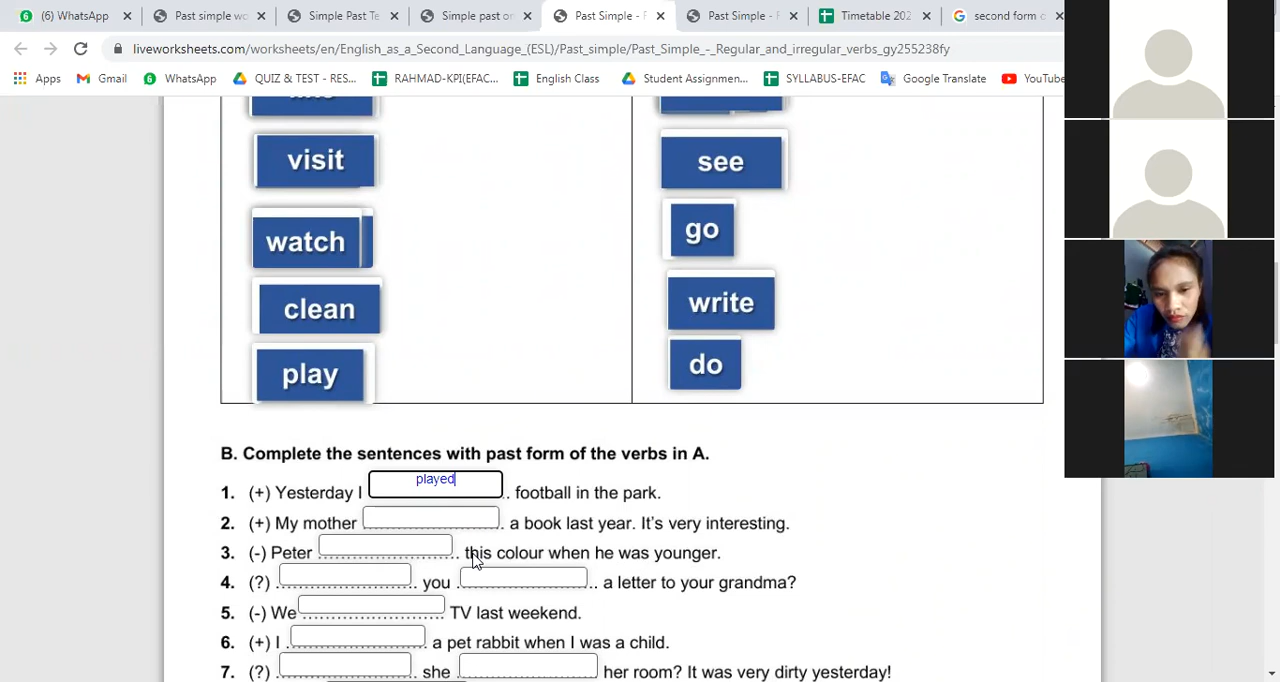 (6) WhatsApp
Past simple wo
Simple Past Te
Simple past on
Past Simple - F
Past Simple - F
Timetable 202
second form o
liveworksheets.com/worksheets/en/English_as_a_Second_Language_(ESL)/Past_simple/Past_Simple_-_Regular_and_irregular_verbs_gy255238fy
Apps
Gmail
WhatsApp
QUIZ & TEST - RES...
RAHMAD-KPI(EFAC...
English Class
Student Assignmen...
SYLLABUS-EFAC
Google Translate
YouTube
visit
see
watch
go
clean
write
play
do
B. Complete the sentences with past form of the verbs in A.
1. (+) Yesterday I played .. football in the park.
2. (+) My mother . a book last year. It's very interesting.
3. (-) Peter ........................... this colour when he was younger.
4. (?) ........................... you ........................... a letter to your grandma?
5. (-) We ........................... TV last weekend.
6. (+) I ........................... a pet rabbit when I was a child.
7. (?) ........................... she ........................... her room? It was very dirty yesterday!